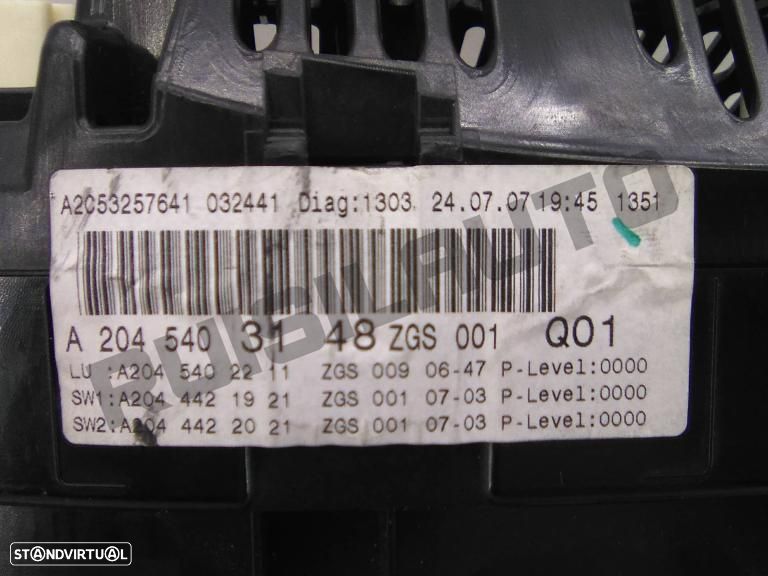 A2C53257641 032441 Diag:1303 24.07.07 19:45 1351
A 204 540 31 48 ZGS 001 Q01
LU :A204 540 22 11 ZGS 009 06-47 P-Level:0000
SW1:A204 442 19 21 ZGS 001 07-03 P-Level:0000
SW2:A204 442 20 21 ZGS 001 07-03 P-Level:0000
RUISILAUTO
STANDVIRTUAL